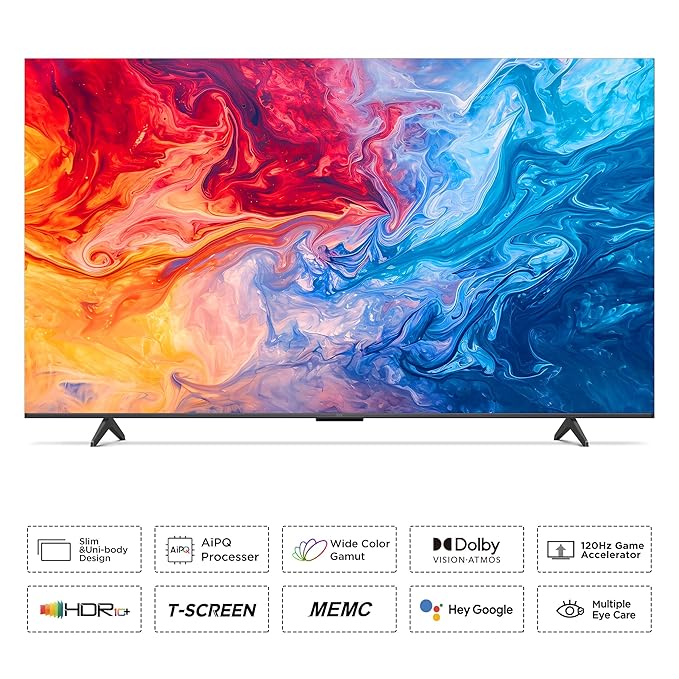 Slim
&Uni-body
Design
AiPQ
AiPQ
Processer
Wide Color
Gamut
Dolby
VISION·ATMOS
120Hz Game
Accelerator
HDR10+
T-SCREEN
MEMC
Hey Google
Multiple
Eye Care